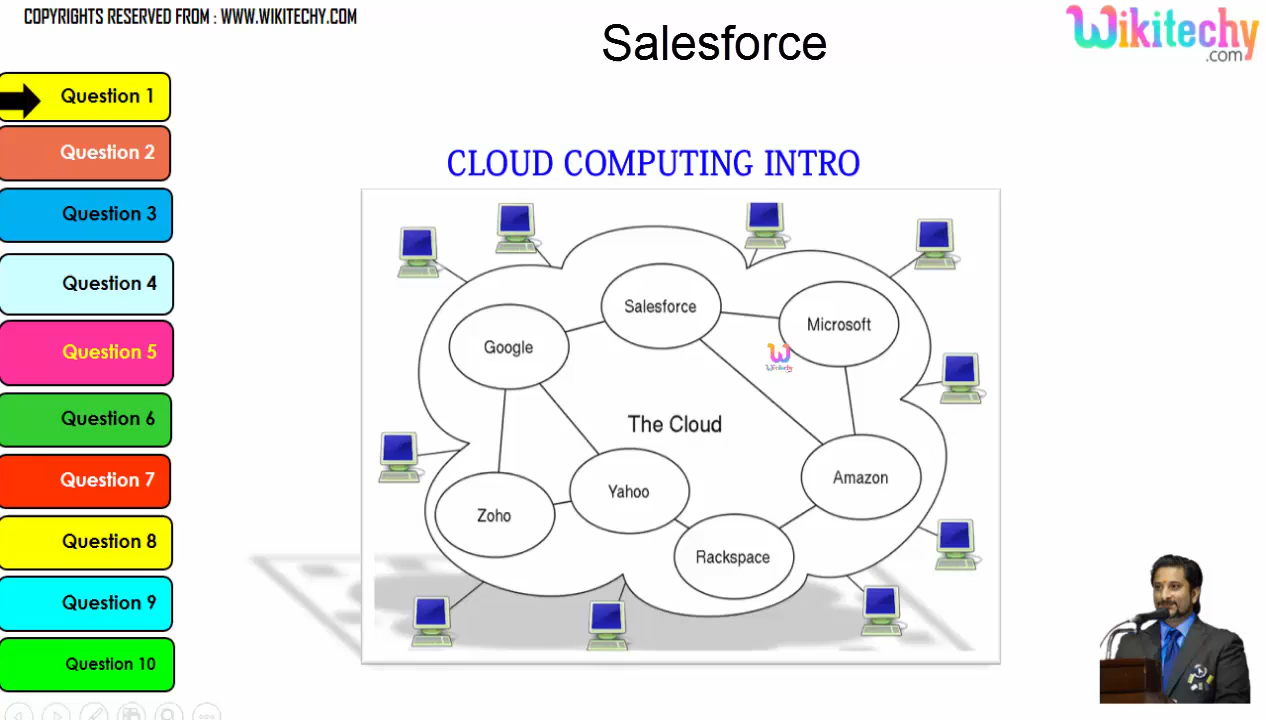 COPYRIGHTS RESERVED FROM : WWW.WIKITECHY.COM
Salesforce
Wikitechy
.com
Question 1
Question 2
Question 3
Question 4
Question 5
Question 6
Question 7
Question 8
Question 9
Question 10
CLOUD COMPUTING INTRO
Salesforce
Microsoft
Google
Wikitechy
The Cloud
Amazon
Yahoo
Zoho
Rackspace